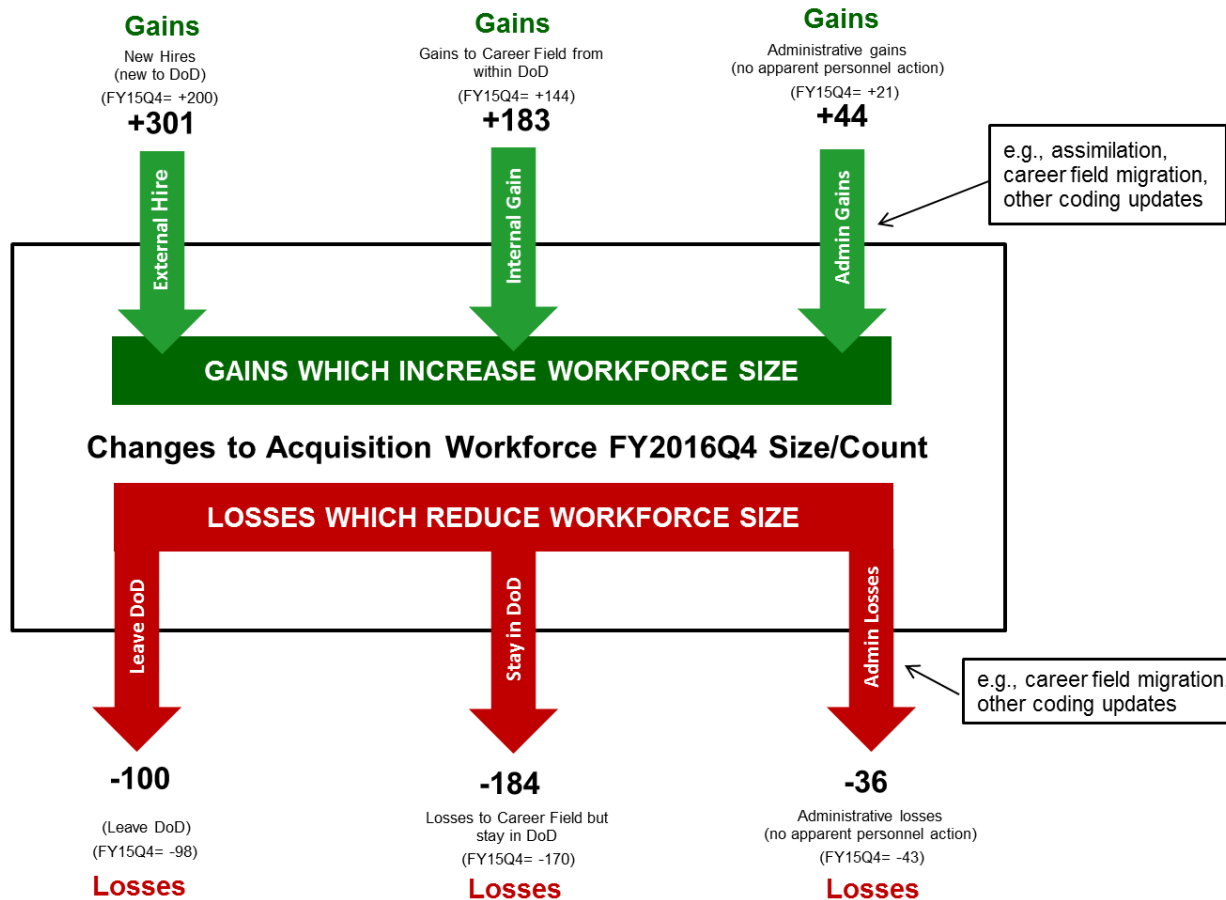 Gains
New Hires
(new to DoD)
(FY15Q4= +200)
+301
Gains
Gains to Career Field from
within DoD
(FY15Q4= +144)
+183
Gains
Administrative gains
(no apparent personnel action)
(FY15Q4= +21)
+44
e.g., assimilation,
career field migration,
other coding updates
External Hire
Internal Gain
Admin Gains
GAINS WHICH INCREASE WORKFORCE SIZE
Changes to Acquisition Workforce FY2016Q4 Size/Count
LOSSES WHICH REDUCE WORKFORCE SIZE
Leave DoD
Stay in DoD
Admin Losses
e.g., career field migration,
other coding updates
-100
(Leave DoD)
(FY15Q4= -98)
Losses
-184
Losses to Career Field but
stay in DoD
(FY15Q4= -170)
Losses
-36
Administrative losses
(no apparent personnel action)
(FY15Q4= -43)
Losses